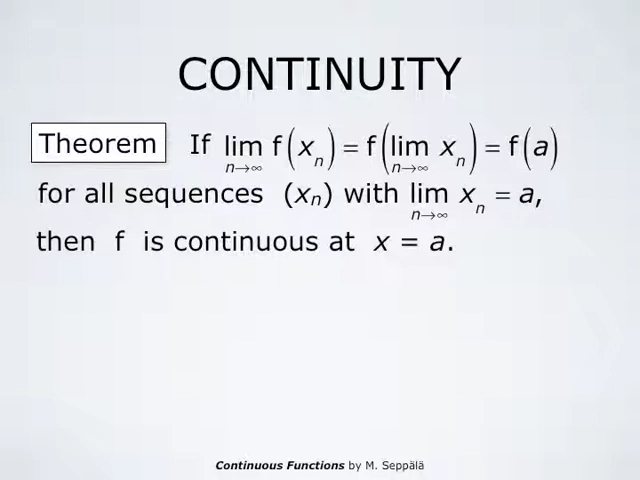 CONTINUITY
Theorem If lim n→∞ f(xn) = f(lim n→∞ xn) = f(a)
for all sequences (xn) with lim n→∞ xn = a,
then f is continuous at x = a.
Continuous Functions by M. Seppälä